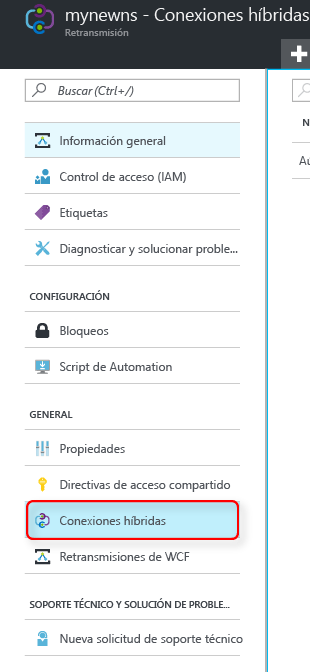 mynewns - Conexiones híbridas
Retransmisión
Buscar (Ctrl+/)
Información general
Control de acceso (IAM)
Etiquetas
Diagnosticar y solucionar proble...
CONFIGURACIÓN
Bloqueos
Script de Automation
GENERAL
Propiedades
Directivas de acceso compartido
Conexiones híbridas
Retransmisiones de WCF
SOPORTE TÉCNICO Y SOLUCIÓN DE PROBLE...
Nueva solicitud de soporte técnico